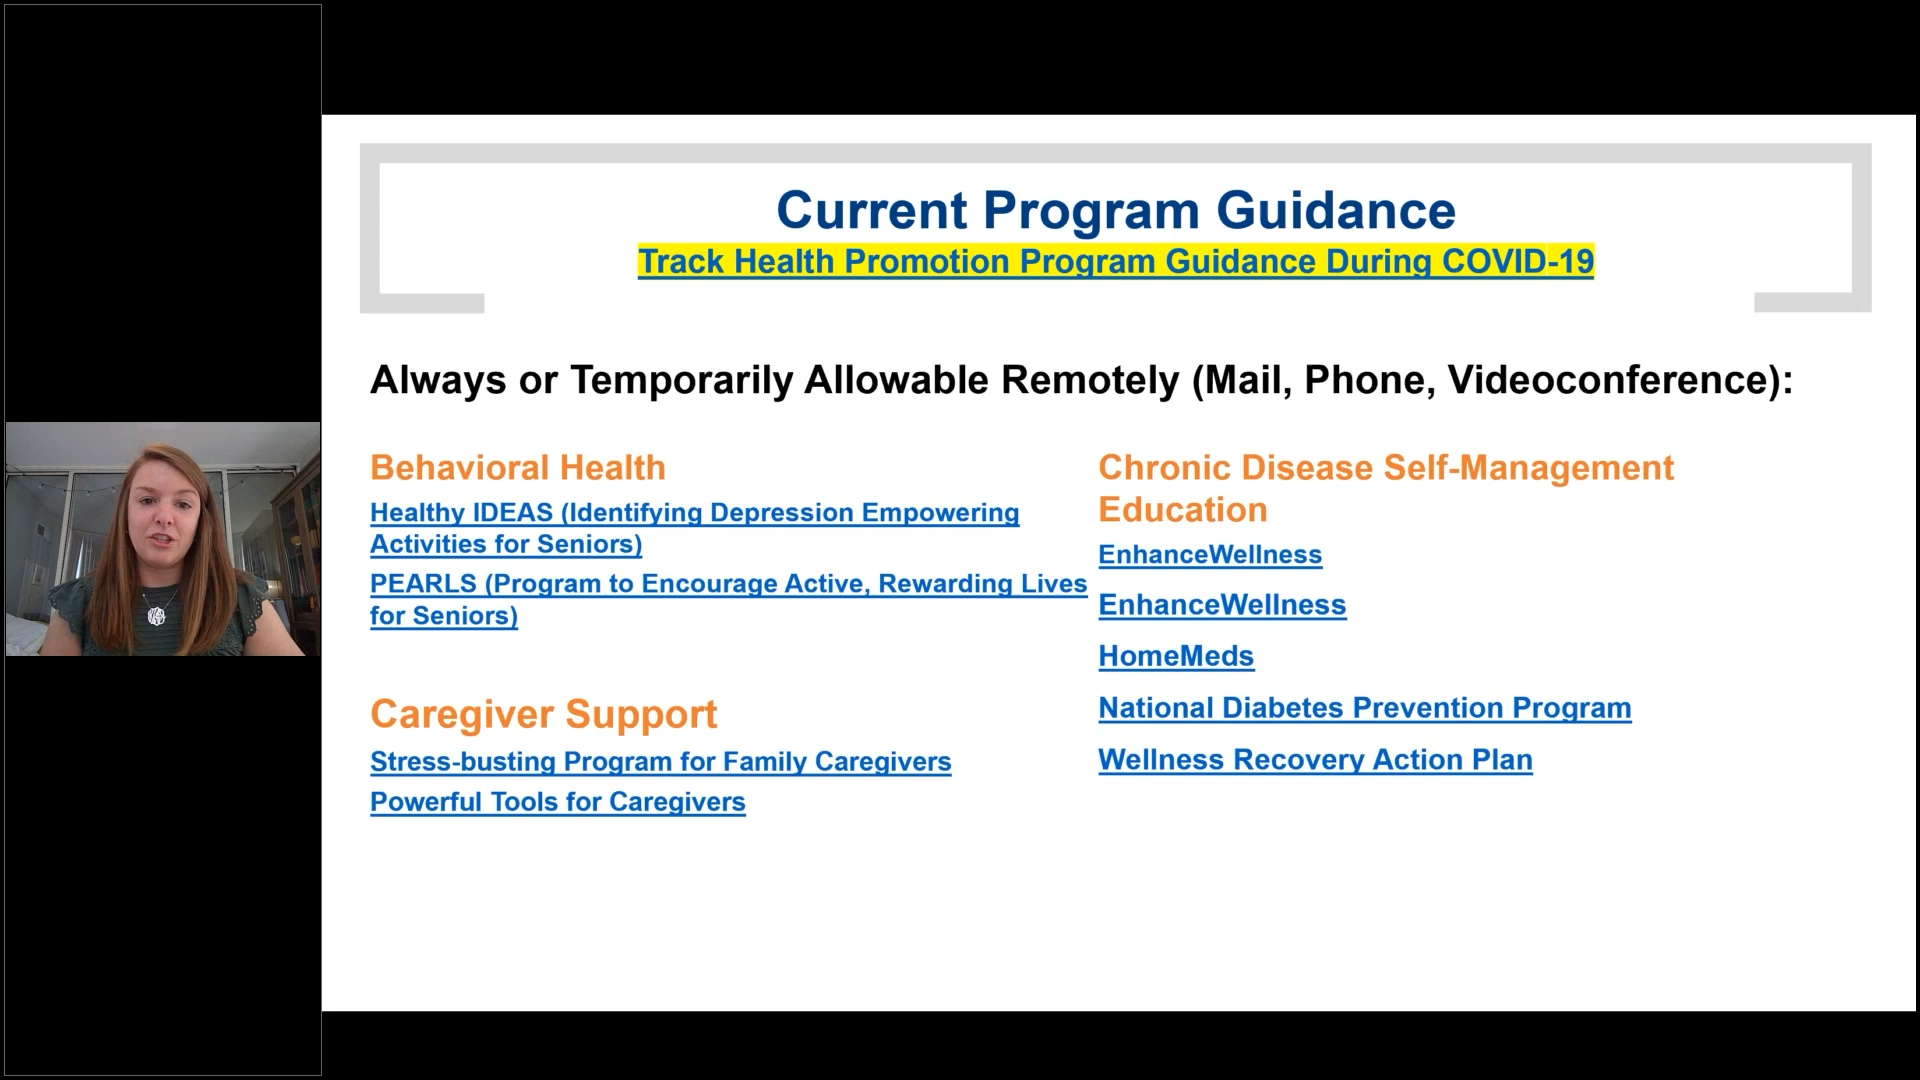 Current Program Guidance
Track Health Promotion Program Guidance During COVID-19
Always or Temporarily Allowable Remotely (Mail, Phone, Videoconference):
Behavioral Health
Healthy IDEAS (Identifying Depression Empowering
Activities for Seniors)
PEARLS (Program to Encourage Active, Rewarding Lives
for Seniors)
Caregiver Support
Stress-busting Program for Family Caregivers
Powerful Tools for Caregivers
Chronic Disease Self-Management
Education
EnhanceWellness
EnhanceWellness
HomeMeds
National Diabetes Prevention Program
Wellness Recovery Action Plan